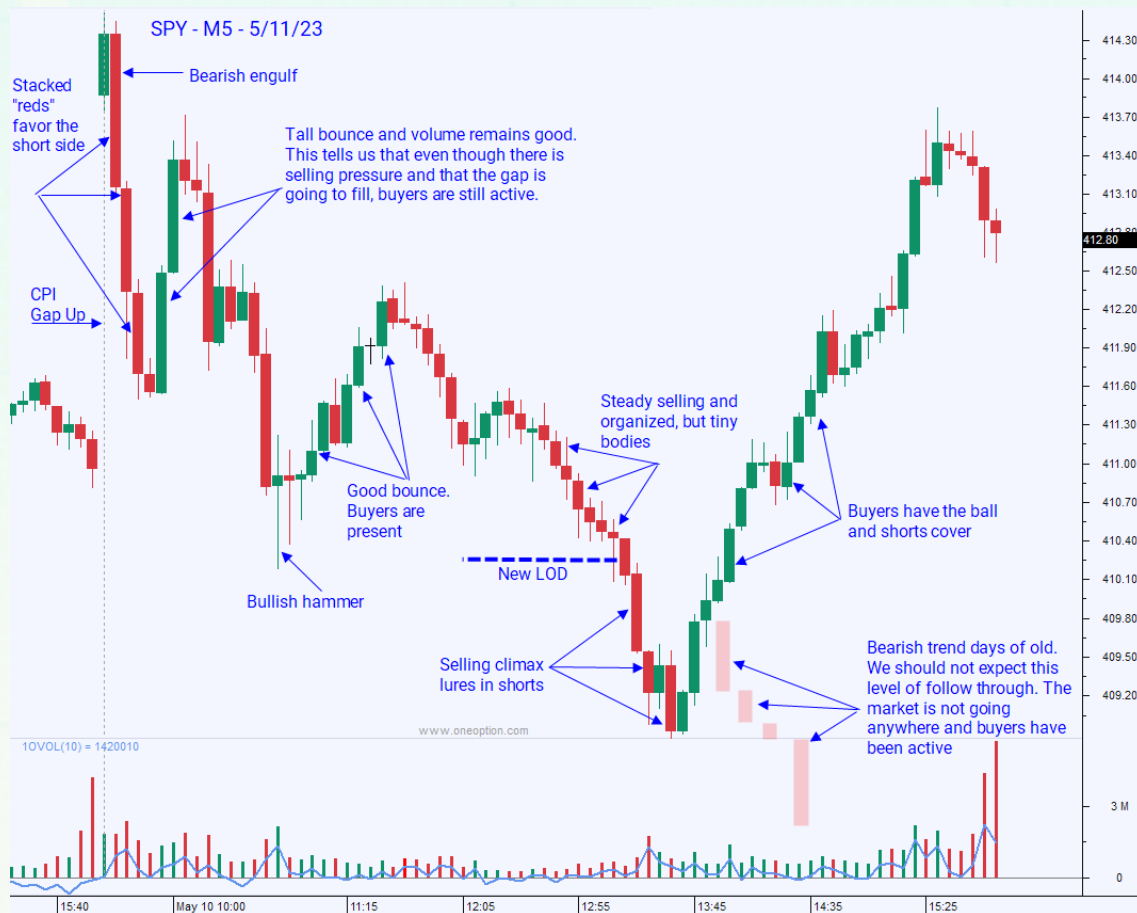 SPY - M5 - 5/11/23
414.30
Bearish engulf
414.00
Stacked
"reds"
favor the
short side
413.70
Tall bounce and volume remains good.
This tells us that even though there is
selling pressure and that the gap is
going to fill, buyers are still active.
413.40
413.10
412.80
412.50
CPI
Gap Up
412.20
411.90
411.60
Steady selling and
organized, but tiny
bodies
411.30
411.00
Good bounce.
Buyers are
present
410.70
Buyers have the ball
and shorts cover
410.40
New LOD
410.10
Bullish hammer
409.80
Selling climax
lures in shorts
409.50
Bearish trend days of old.
We should not expect this
level of follow through. The
market is not going
anywhere and buyers have
been active
409.20
www.oneoption.com
1OVOL(10) = 1420010
3 M
0
15:40
May 10 10:00
11:15
12:05
12:55
13:45
14:35
15:25